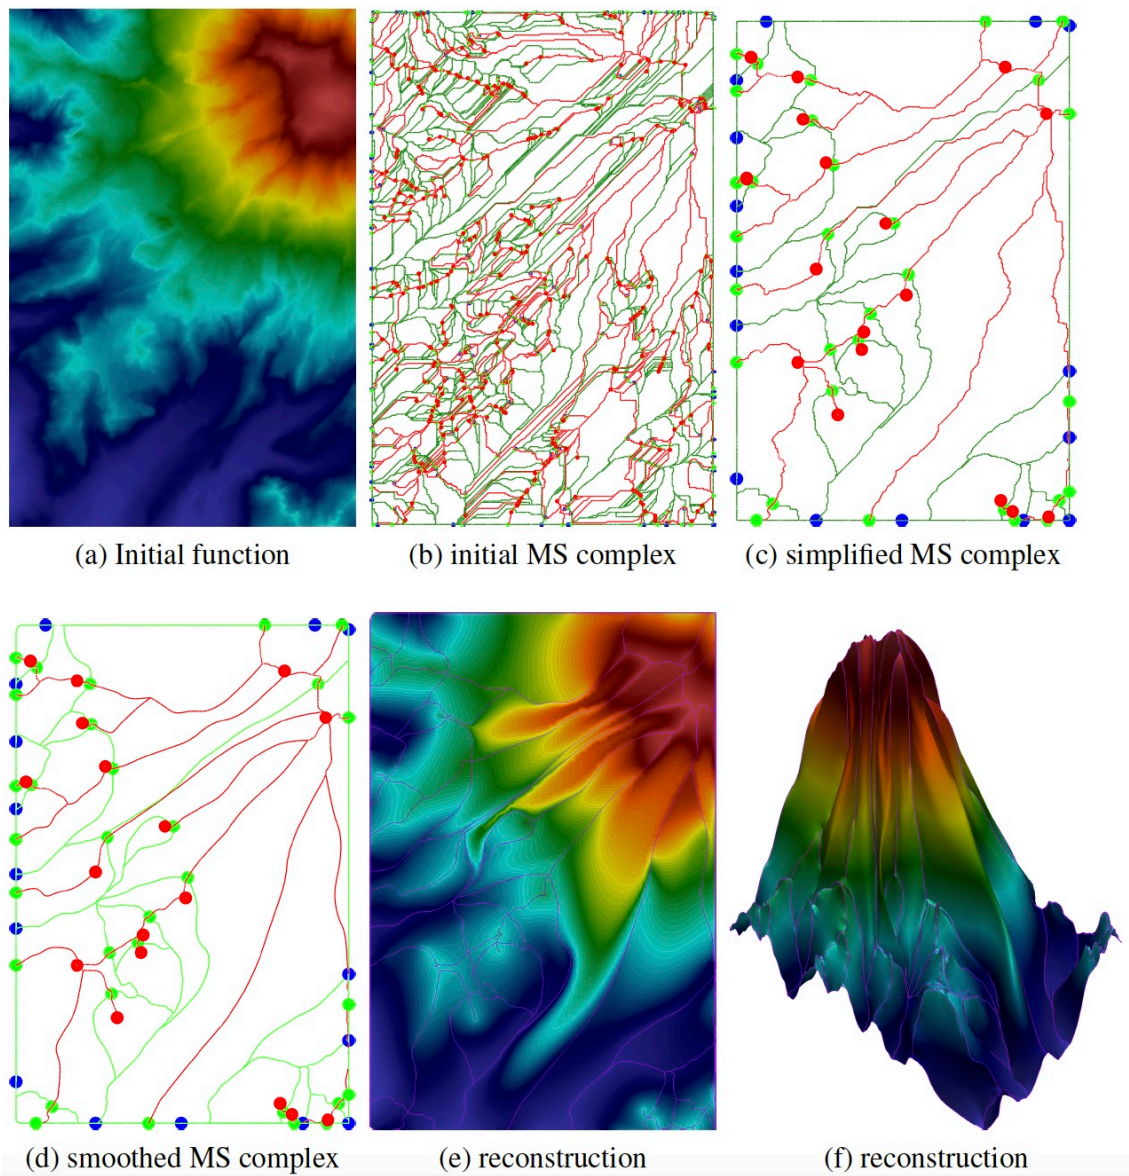 (a) Initial function
(b) initial MS complex
(c) simplified MS complex
(d) smoothed MS complex
(e) reconstruction
(f) reconstruction